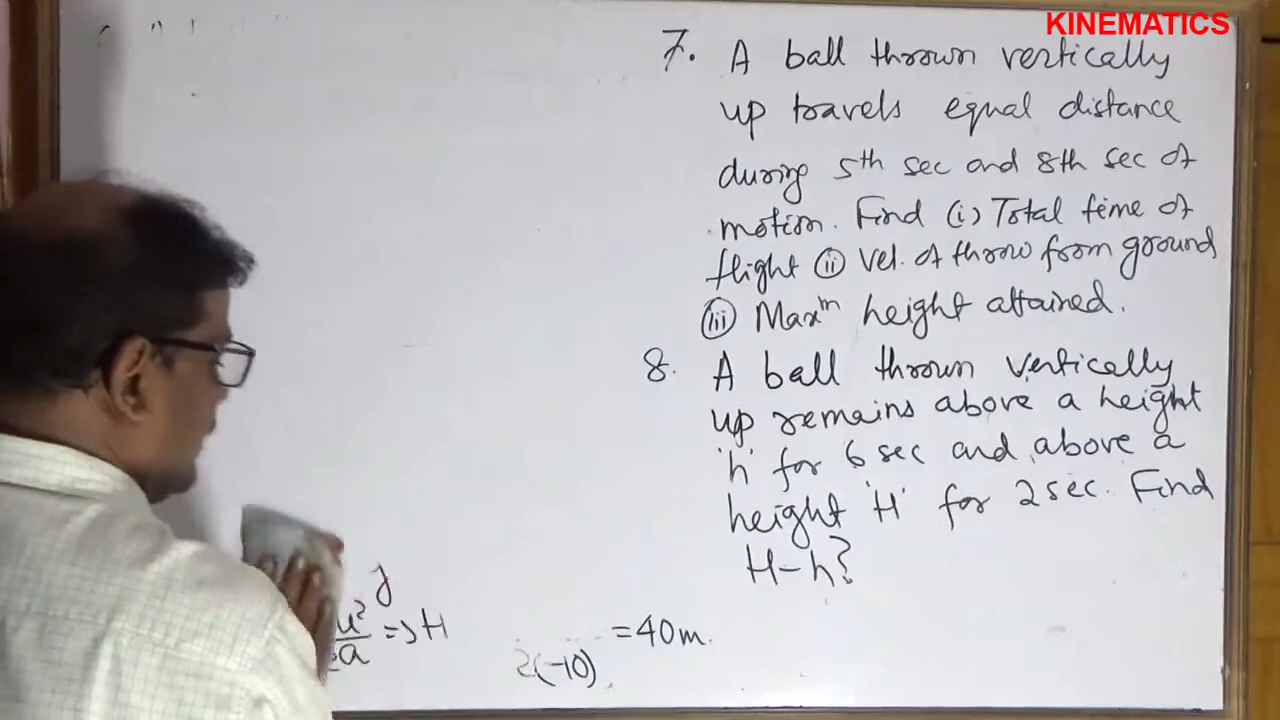 KINEMATICS
7. A ball thrown vertically
up travels equal distance
during 5th sec and 8th sec of
motion. Find (i) Total time of
flight (ii) Vel. of throw from ground
(iii) Maxm height attained.
8. A ball thrown vertically
up remains above a height
'h' for 6 sec and above a
height 'H' for 2 sec. Find
H-h?
u²
a
=> H
2(-10)
= 40m.